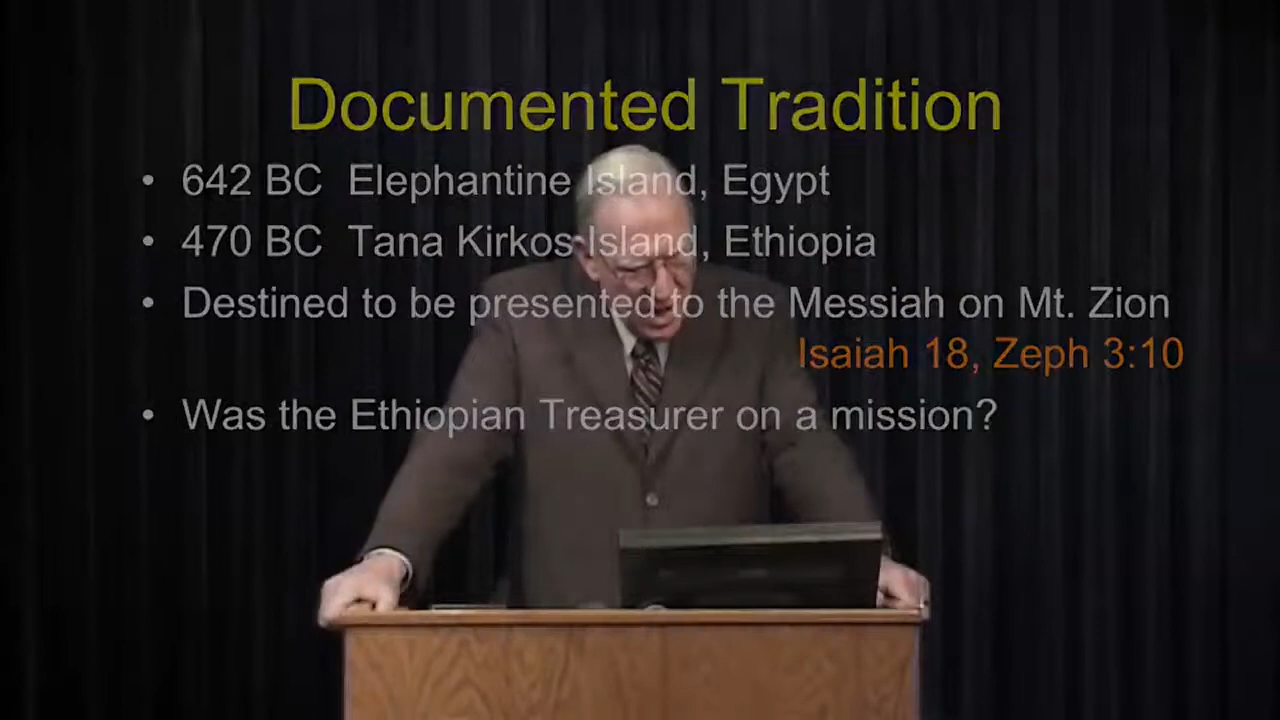 Documented Tradition
• 642 BC Elephantine Island, Egypt
• 470 BC Tana Kirkos Island, Ethiopia
• Destined to be presented to the Messiah on Mt. Zion
Isaiah 18, Zeph 3:10
• Was the Ethiopian Treasurer on a mission?